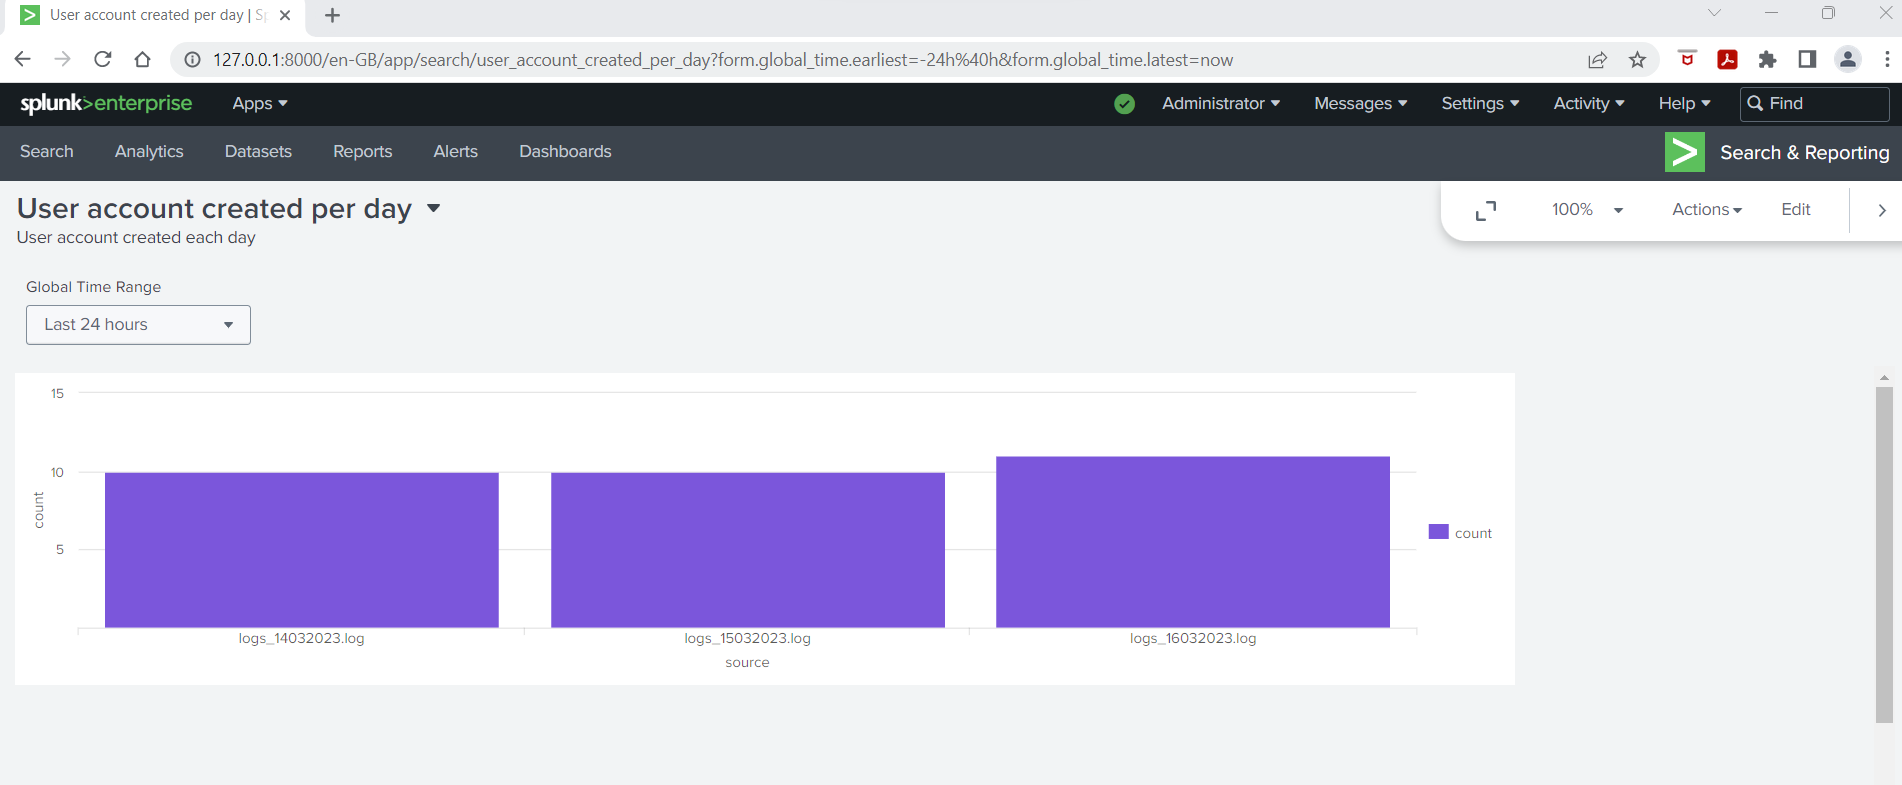 User account created per day | S
127.0.0.1:8000/en-GB/app/search/user_account_created_per_day?form.global_time.earliest=-24h%40h&form.global_time.latest=now
splunk>enterprise Apps Administrator Messages Settings Activity Help Find
Search Analytics Datasets Reports Alerts Dashboards Search & Reporting
User account created per day
100% Actions Edit
User account created each day
Global Time Range
Last 24 hours
15
10
5
count
count
logs_14032023.log logs_15032023.log logs_16032023.log
source